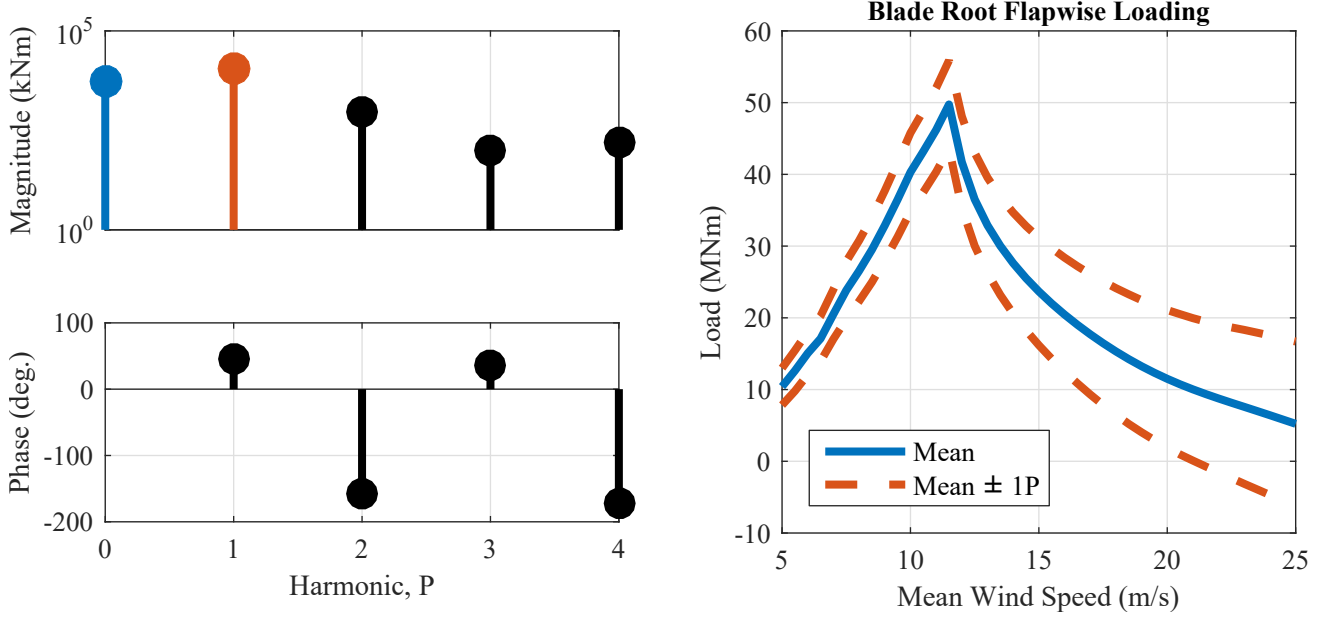 Magnitude (kNm)
10^5
10^0
Phase (deg.)
100
0
-100
-200
0 1 2 3 4
Harmonic, P
Blade Root Flapwise Loading
Load (MNm)
60
50
40
30
20
10
0
-10
Mean
Mean ± 1P
5 10 15 20 25
Mean Wind Speed (m/s)